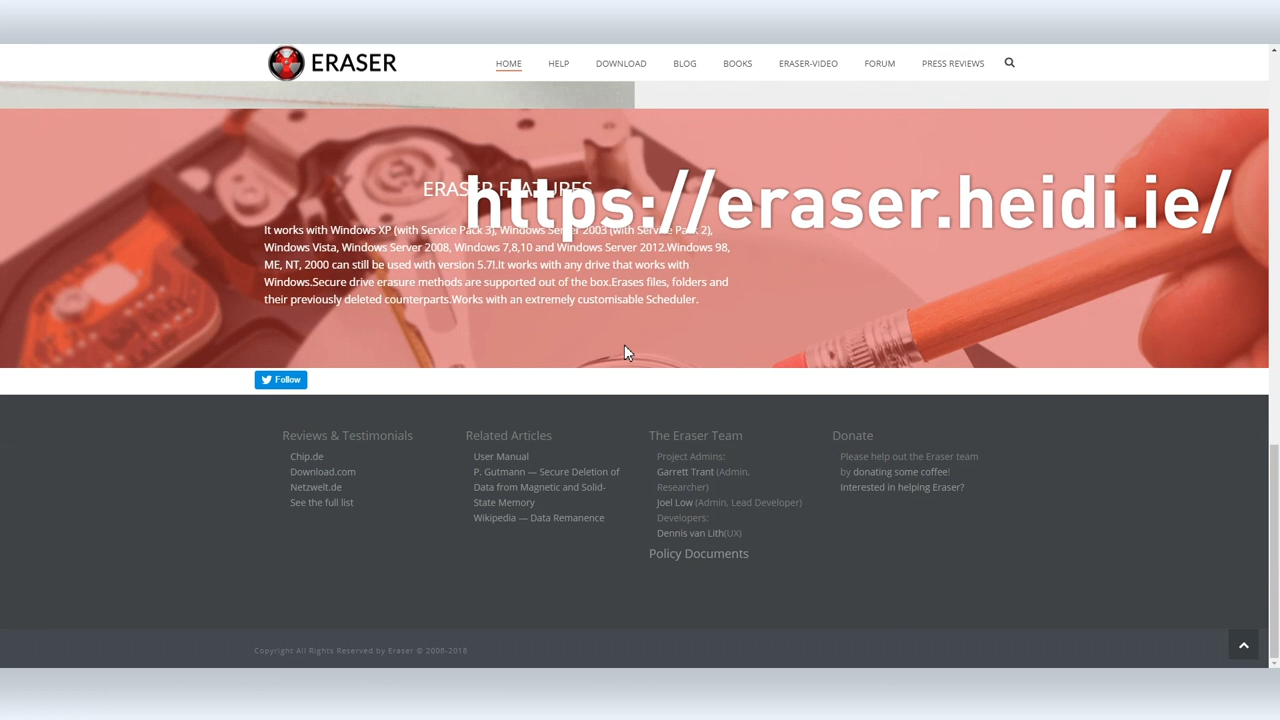 ERASER
HOME HELP DOWNLOAD BLOG BOOKS ERASER-VIDEO FORUM PRESS REVIEWS
https://eraser.heidi.ie/
ERASER FEATURES
It works with Windows XP (with Service Pack 3), Windows Server 2003 (with Service Pack 2),
Windows Vista, Windows Server 2008, Windows 7,8,10 and Windows Server 2012.Windows 98,
ME, NT, 2000 can still be used with version 5.7!.It works with any drive that works with
Windows.Secure drive erasure methods are supported out of the box.Erases files, folders and
their previously deleted counterparts.Works with an extremely customisable Scheduler.
Follow
Reviews & Testimonials
Chip.de
Download.com
Netzwelt.de
See the full list
Related Articles
User Manual
P. Gutmann — Secure Deletion of
Data from Magnetic and Solid-
State Memory
Wikipedia — Data Remanence
The Eraser Team
Project Admins:
Garrett Trant (Admin,
Researcher)
Joel Low (Admin, Lead Developer)
Developers:
Dennis van Lith(UX)
Policy Documents
Donate
Please help out the Eraser team
by donating some coffee!
Interested in helping Eraser?
Copyright All Rights Reserved by Eraser © 2008-2018